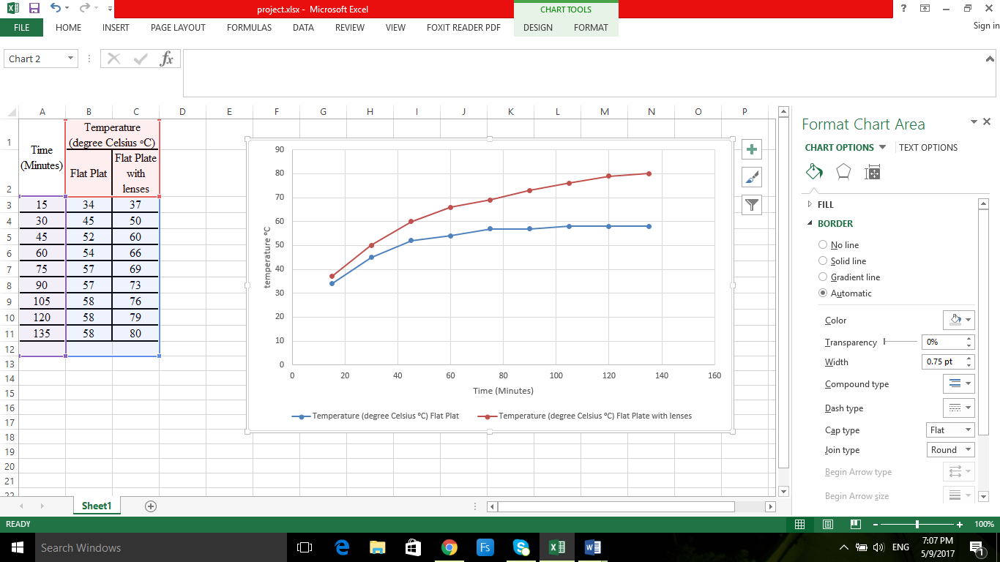 project.xlsx - Microsoft Excel
CHART TOOLS
?
FILE HOME INSERT PAGE LAYOUT FORMULAS DATA REVIEW VIEW FOXIT READER PDF DESIGN FORMAT
Sign in
Chart 2
fx
A B C D E F G H I J K L M N O P
1
2
Time
(Minutes)
Temperature
(degree Celsius °C)
Flat Plat
Flat Plate
with
lenses
3 15 34 37
4 30 45 50
5 45 52 60
6 60 54 66
7 75 57 69
8 90 57 73
9 105 58 76
10 120 58 79
11 135 58 80
12
13
14
15
16
17
18
19
20
21
22
90
80
70
60
50
40
30
20
10
0
temperature °C
0 20 40 60 80 100 120 140 160
Time (Minutes)
Temperature (degree Celsius °C) Flat Plat
Temperature (degree Celsius °C) Flat Plate with lenses
Format Chart Area
CHART OPTIONS TEXT OPTIONS
FILL
BORDER
No line
Solid line
Gradient line
Automatic
Color
Transparency 0%
Width 0.75 pt
Compound type
Dash type
Cap type Flat
Join type Round
Begin Arrow type
Begin Arrow size
Sheet1
READY
100%
Search Windows
Fs
ENG
7:07 PM
5/9/2017
1